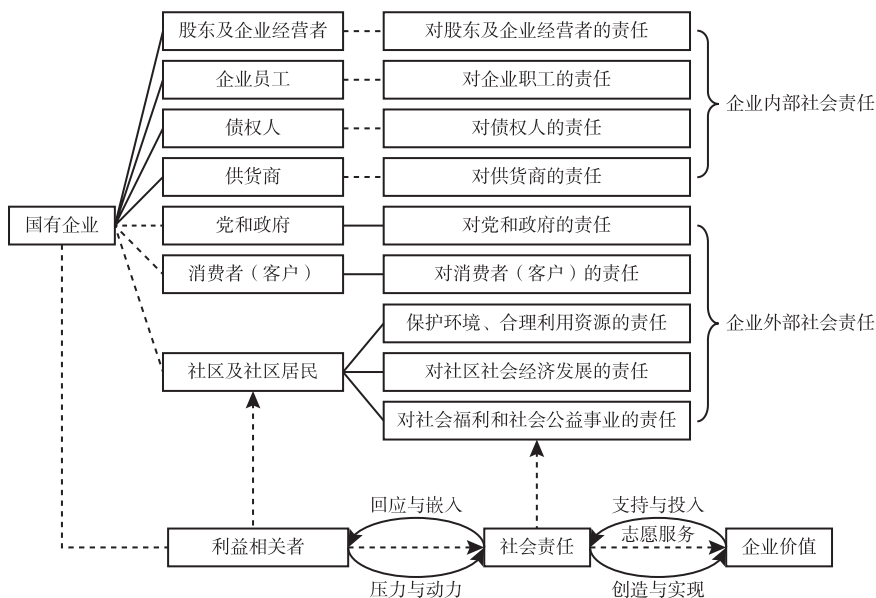 股东及企业经营者
对股东及企业经营者的责任
企业员工
对企业职工的责任
企业内部社会责任
债权人
对债权人的责任
供货商
对供货商的责任
国有企业
党和政府
对党和政府的责任
消费者（客户）
对消费者（客户）的责任
保护环境、合理利用资源的责任
企业外部社会责任
社区及社区居民
对社区社会经济发展的责任
对社会福利和社会公益事业的责任
回应与嵌入
支持与投入
利益相关者
社会责任
志愿服务
企业价值
压力与动力
创造与实现